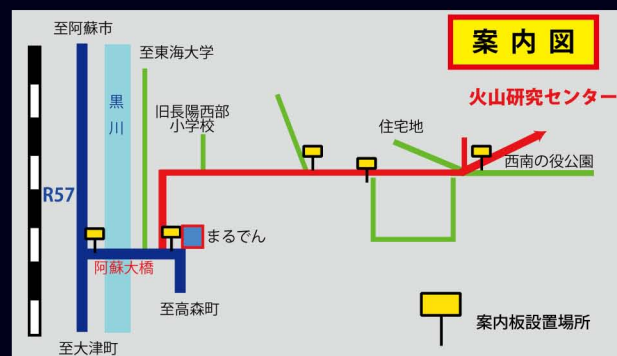 至阿蘇市
案内図
至東海大学
火山研究センター
黒川
旧長陽西部
小学校
住宅地
西南の役公園
R57
まるでん
阿蘇大橋
至高森町
案内板設置場所
至大津町